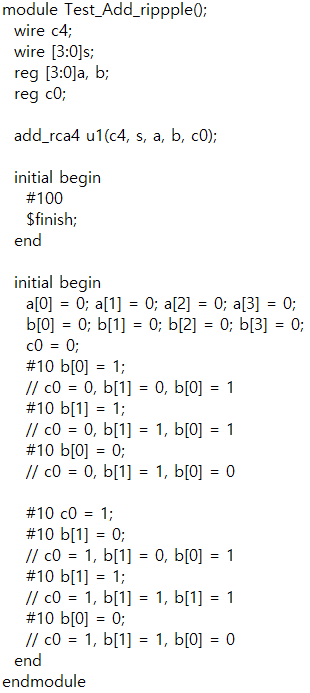 module Test_Add_rippple();
wire c4;
wire [3:0]s;
reg [3:0]a, b;
reg c0;
add_rca4 u1(c4, s, a, b, c0);
initial begin
#100
$finish;
end
initial begin
a[0] = 0; a[1] = 0; a[2] = 0; a[3] = 0;
b[0] = 0; b[1] = 0; b[2] = 0; b[3] = 0;
c0 = 0;
#10 b[0] = 1;
// c0 = 0, b[1] = 0, b[0] = 1
#10 b[1] = 1;
// c0 = 0, b[1] = 1, b[0] = 1
#10 b[0] = 0;
// c0 = 0, b[1] = 1, b[0] = 0
#10 c0 = 1;
#10 b[1] = 0;
// c0 = 1, b[1] = 0, b[0] = 1
#10 b[1] = 1;
// c0 = 1, b[1] = 1, b[1] = 1
#10 b[0] = 0;
// c0 = 1, b[1] = 1, b[0] = 0
end
endmodule